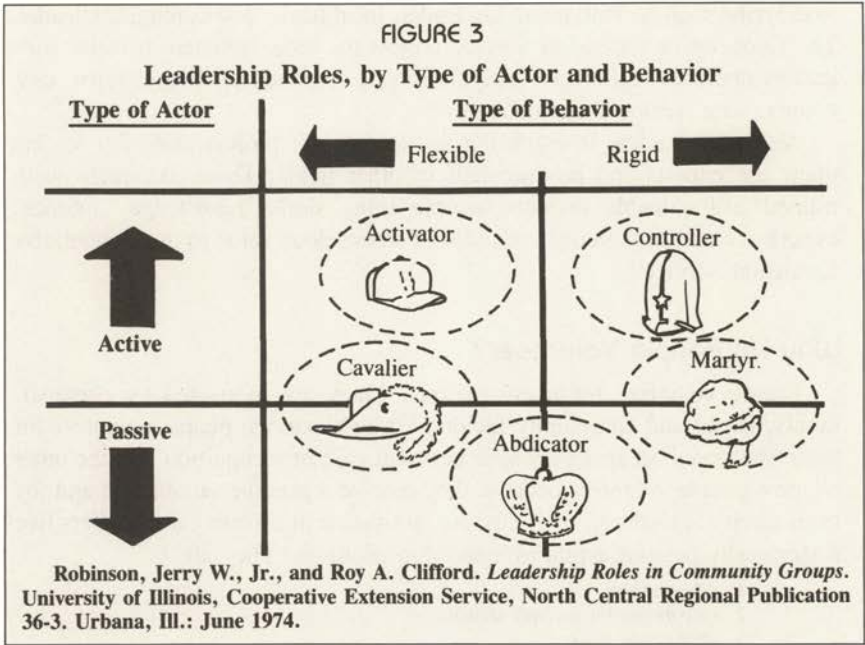 FIGURE 3
Leadership Roles, by Type of Actor and Behavior
Type of Actor
Type of Behavior
Flexible
Rigid
Activator
Controller
Active
Cavalier
Martyr.
Passive
Abdicator
Robinson, Jerry W., Jr., and Roy A. Clifford. Leadership Roles in Community Groups.
University of Illinois, Cooperative Extension Service, North Central Regional Publication
36-3. Urbana, Ill.: June 1974.